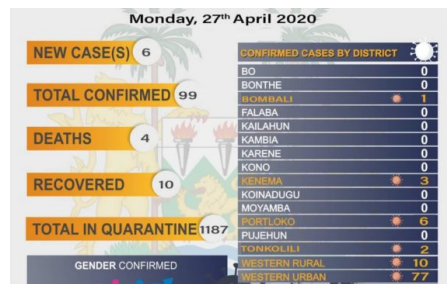 Monday, 27th April 2020
NEW CASE(S) 6
TOTAL CONFIRMED 99
DEATHS 4
RECOVERED 10
TOTAL IN QUARANTINE 1187
GENDER CONFIRMED
CONFIRMED CASES BY DISTRICT
BO 0
BONTHE 0
BOMBALI 1
FALABA 0
KAILAHUN 0
KAMBIA 0
KARENE 0
KONO 0
KENEMA 3
KOINADUGU 0
MOYAMBA 0
PORTLOKO 6
PUJEHUN 0
TONKOLILI 2
WESTERN RURAL 10
WESTERN URBAN 77